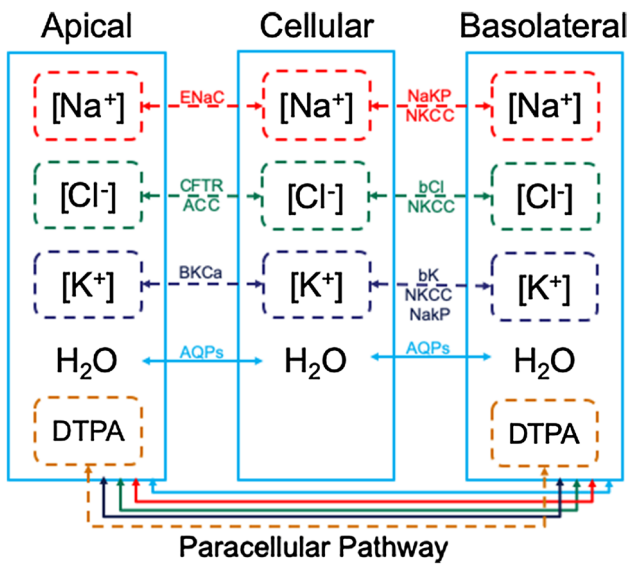 Apical Cellular Basolateral
[Na⁺] ENaC [Na⁺] NaKP [Na⁺]
NKCC
[Cl⁻] CFTR [Cl⁻] bCl [Cl⁻]
ACC NKCC
[K⁺] BKCa [K⁺] bK [K⁺]
NKCC
NakP
H₂O AQPs H₂O AQPs H₂O
DTPA DTPA
Paracellular Pathway